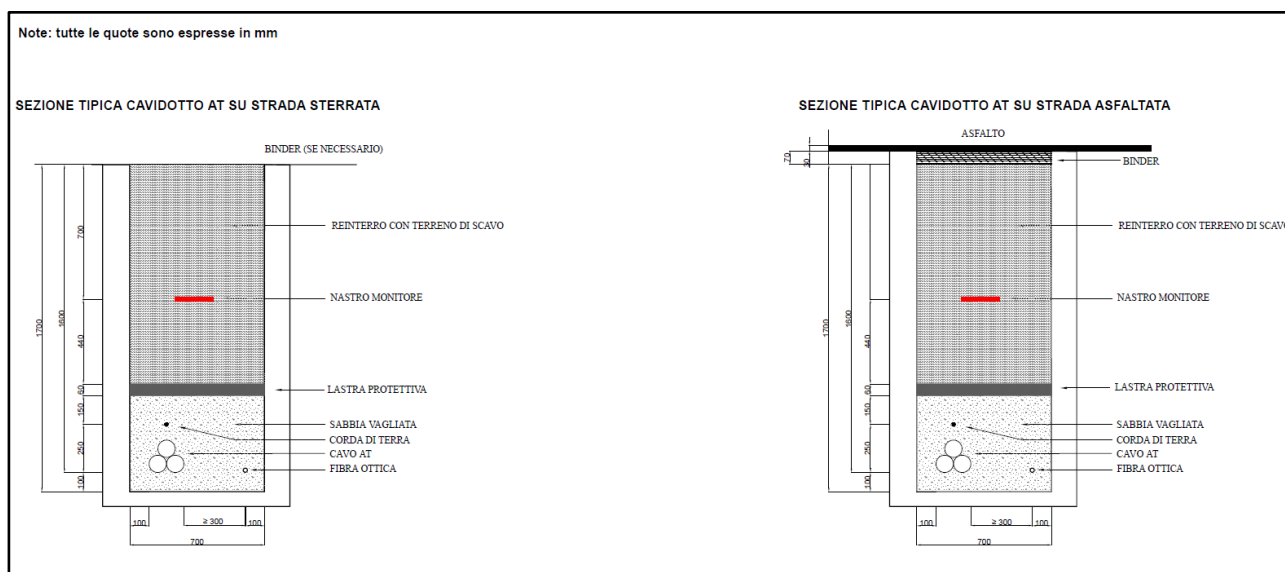 Note: tutte le quote sono espresse in mm
SEZIONE TIPICA CAVIDOTTO AT SU STRADA STERRATA
BINDER (SE NECESSARIO)
REINTERRO CON TERRENO DI SCAVO
NASTRO MONITORE
LASTRA PROTETTIVA
SABBIA VAGLIATA
CORDA DI TERRA
CAVO AT
FIBRA OTTICA
1700
1600
700
440
60
150
250
100
100
≥ 300
100
700
SEZIONE TIPICA CAVIDOTTO AT SU STRADA ASFALTATA
ASFALTO
BINDER
REINTERRO CON TERRENO DI SCAVO
NASTRO MONITORE
LASTRA PROTETTIVA
SABBIA VAGLIATA
CORDA DI TERRA
CAVO AT
FIBRA OTTICA
70
30
1700
1600
440
60
150
250
100
100
≥ 300
100
700